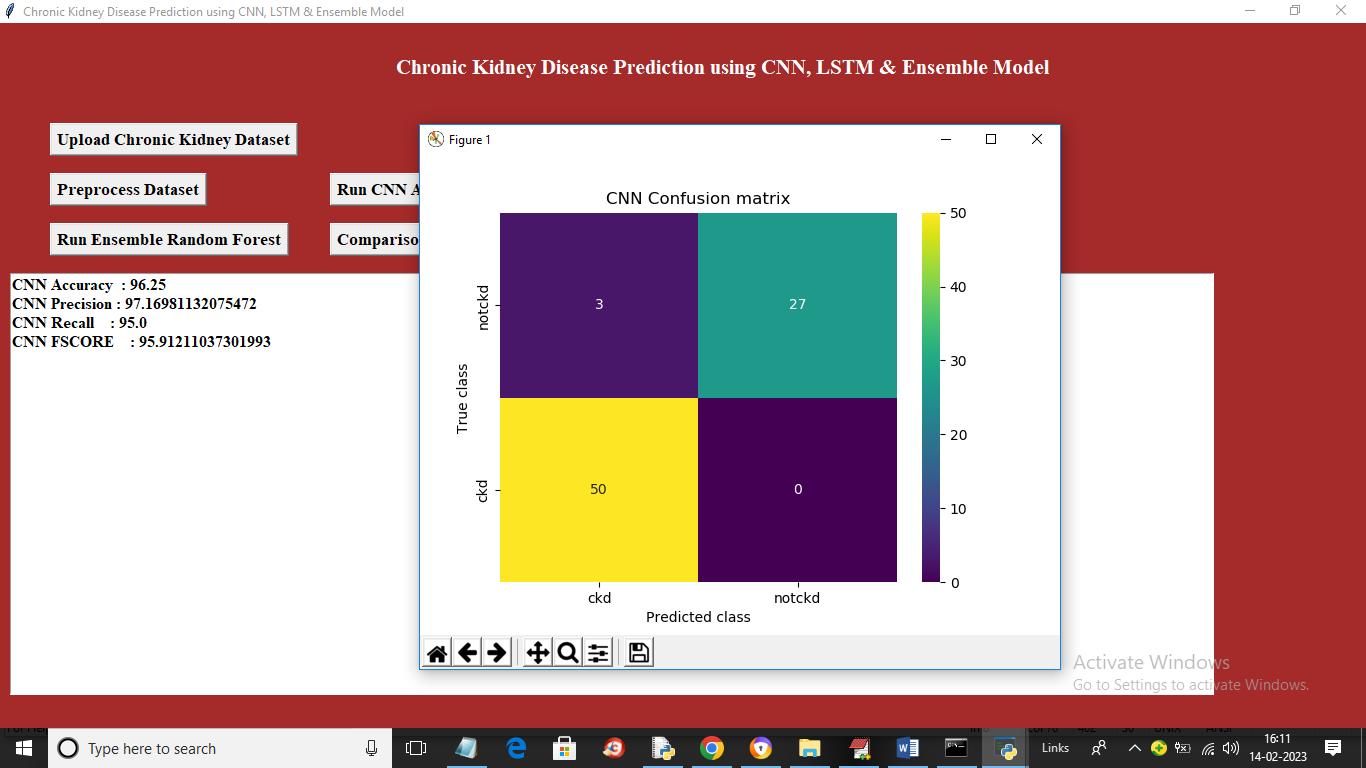 Chronic Kidney Disease Prediction using CNN, LSTM & Ensemble Model
Chronic Kidney Disease Prediction using CNN, LSTM & Ensemble Model
Upload Chronic Kidney Dataset
Preprocess Dataset
Run CNN A
Run Ensemble Random Forest
Compariso
CNN Accuracy : 96.25
CNN Precision : 97.16981132075472
CNN Recall : 95.0
CNN FSCORE : 95.91211037301993
Figure 1
CNN Confusion matrix
True class
notckd
ckd
3
27
50
0
ckd
notckd
Predicted class
50
40
30
20
10
0
Activate Windows
Go to Settings to activate Windows.
Type here to search
Links
16:11
14-02-2023